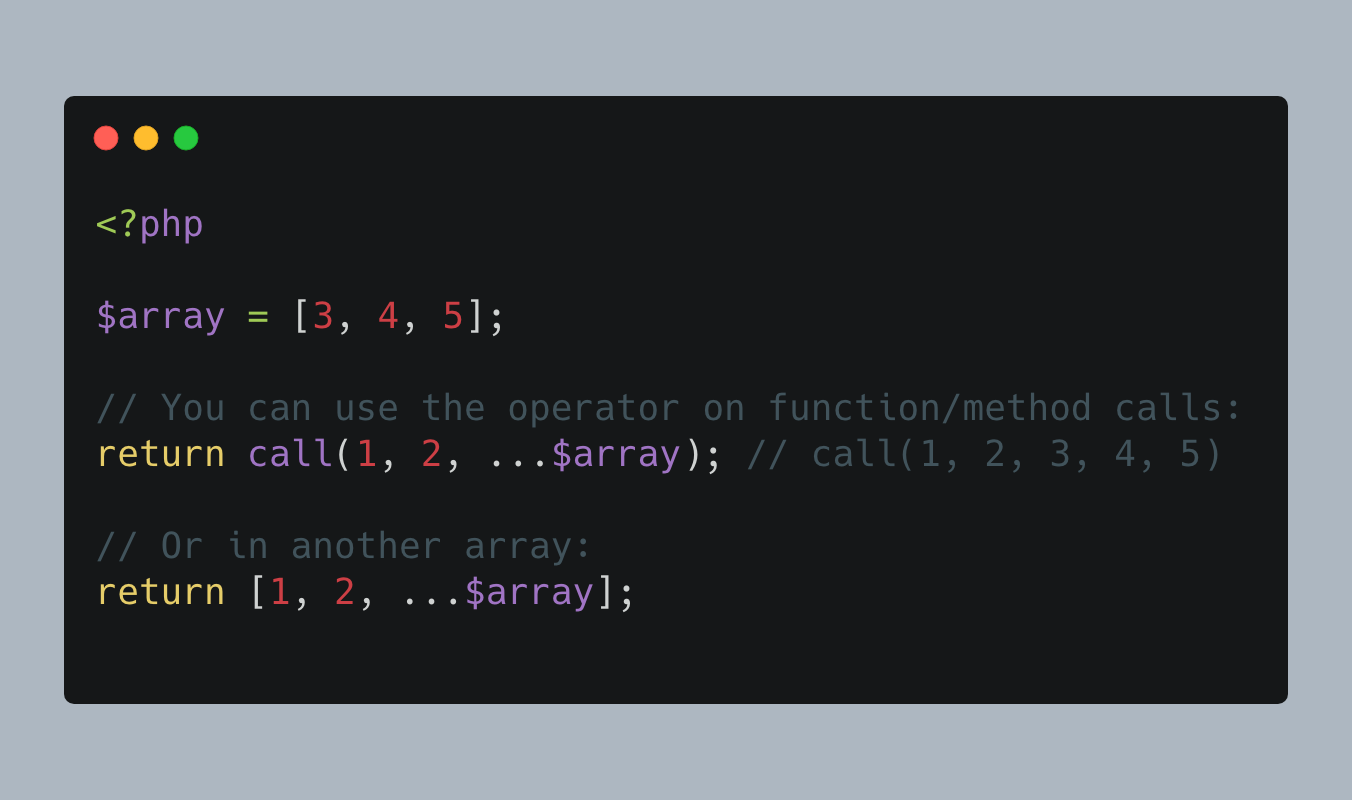 <?php
$array = [3, 4, 5];
// You can use the operator on function/method calls:
return call(1, 2, ...$array); // call(1, 2, 3, 4, 5)
// Or in another array:
return [1, 2, ...$array];